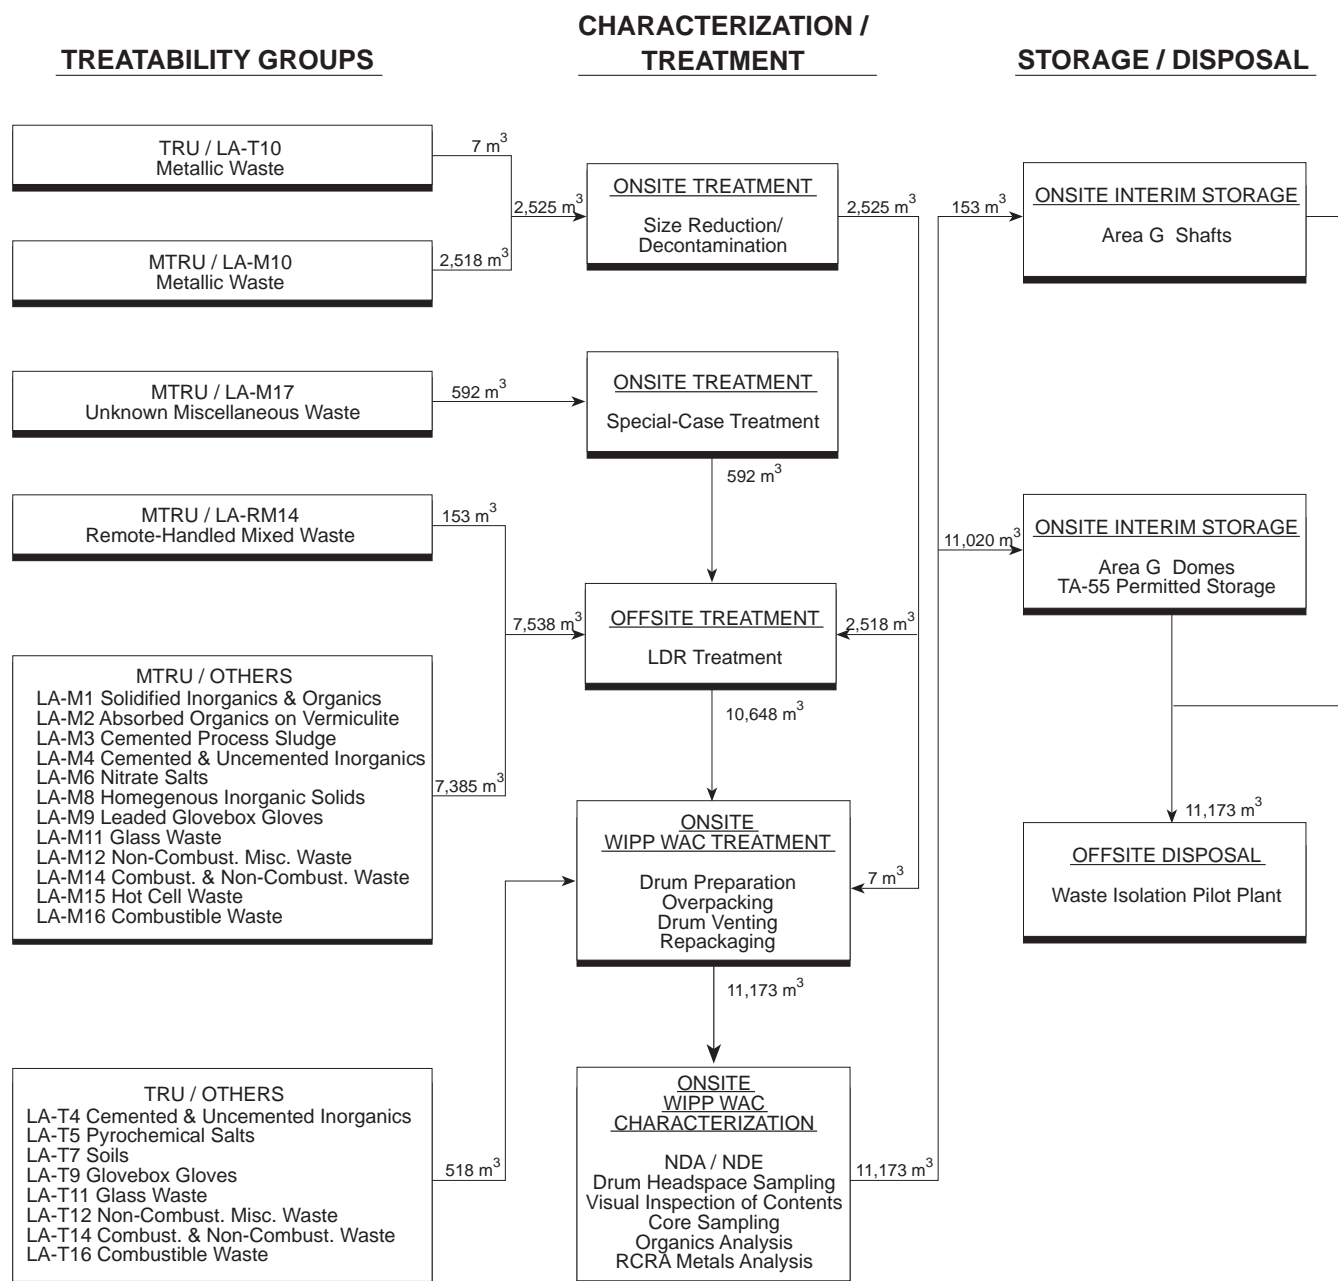 TREATABILITY GROUPS
CHARACTERIZATION /
TREATMENT
STORAGE / DISPOSAL
TRU / LA-T10
Metallic Waste
7 m3
MTRU / LA-M10
Metallic Waste
2,518 m3
2,525 m3
ONSITE TREATMENT
Size Reduction/
Decontamination
2,525 m3
153 m3
ONSITE INTERIM STORAGE
Area G Shafts
MTRU / LA-M17
Unknown Miscellaneous Waste
592 m3
ONSITE TREATMENT
Special-Case Treatment
592 m3
MTRU / LA-RM14
Remote-Handled Mixed Waste
153 m3
11,020 m3
ONSITE INTERIM STORAGE
Area G Domes
TA-55 Permitted Storage
7,538 m3
OFFSITE TREATMENT
LDR Treatment
2,518 m3
10,648 m3
MTRU / OTHERS
LA-M1 Solidified Inorganics & Organics
LA-M2 Absorbed Organics on Vermiculite
LA-M3 Cemented Process Sludge
LA-M4 Cemented & Uncemented Inorganics
LA-M6 Nitrate Salts
LA-M8 Homegenous Inorganic Solids
LA-M9 Leaded Glovebox Gloves
LA-M11 Glass Waste
LA-M12 Non-Combust. Misc. Waste
LA-M14 Combust. & Non-Combust. Waste
LA-M15 Hot Cell Waste
LA-M16 Combustible Waste
7,385 m3
ONSITE
WIPP WAC TREATMENT
Drum Preparation
Overpacking
Drum Venting
Repackaging
7 m3
11,173 m3
11,173 m3
OFFSITE DISPOSAL
Waste Isolation Pilot Plant
TRU / OTHERS
LA-T4 Cemented & Uncemented Inorganics
LA-T5 Pyrochemical Salts
LA-T7 Soils
LA-T9 Glovebox Gloves
LA-T11 Glass Waste
LA-T12 Non-Combust. Misc. Waste
LA-T14 Combust. & Non-Combust. Waste
LA-T16 Combustible Waste
518 m3
ONSITE
WIPP WAC
CHARACTERIZATION
NDA / NDE
Drum Headspace Sampling
Visual Inspection of Contents
Core Sampling
Organics Analysis
RCRA Metals Analysis
11,173 m3